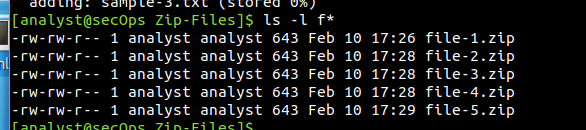 adding: sample-3.txt (stored 0%)
[analyst@secOps Zip-Files]$ ls -l f*
-rw-rw-r-- 1 analyst analyst 643 Feb 10 17:26 file-1.zip
-rw-rw-r-- 1 analyst analyst 643 Feb 10 17:28 file-2.zip
-rw-rw-r-- 1 analyst analyst 643 Feb 10 17:28 file-3.zip
-rw-rw-r-- 1 analyst analyst 643 Feb 10 17:28 file-4.zip
-rw-rw-r-- 1 analyst analyst 643 Feb 10 17:29 file-5.zip
[analyst@secOps Zip-Files]$